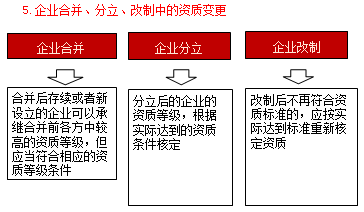 5. 企业合并、分立、改制中的资质变更
企业合并
企业分立
企业改制
合并后存续或者新
设立的企业可以承
继合并前各方中较
高的资质等级，但
应当符合相应的资
质等级条件
分立后的企业的
资质等级，根据
实际达到的资质
条件核定
改制后不再符合资
质标准的，应按实
际达到标准重新核
定资质